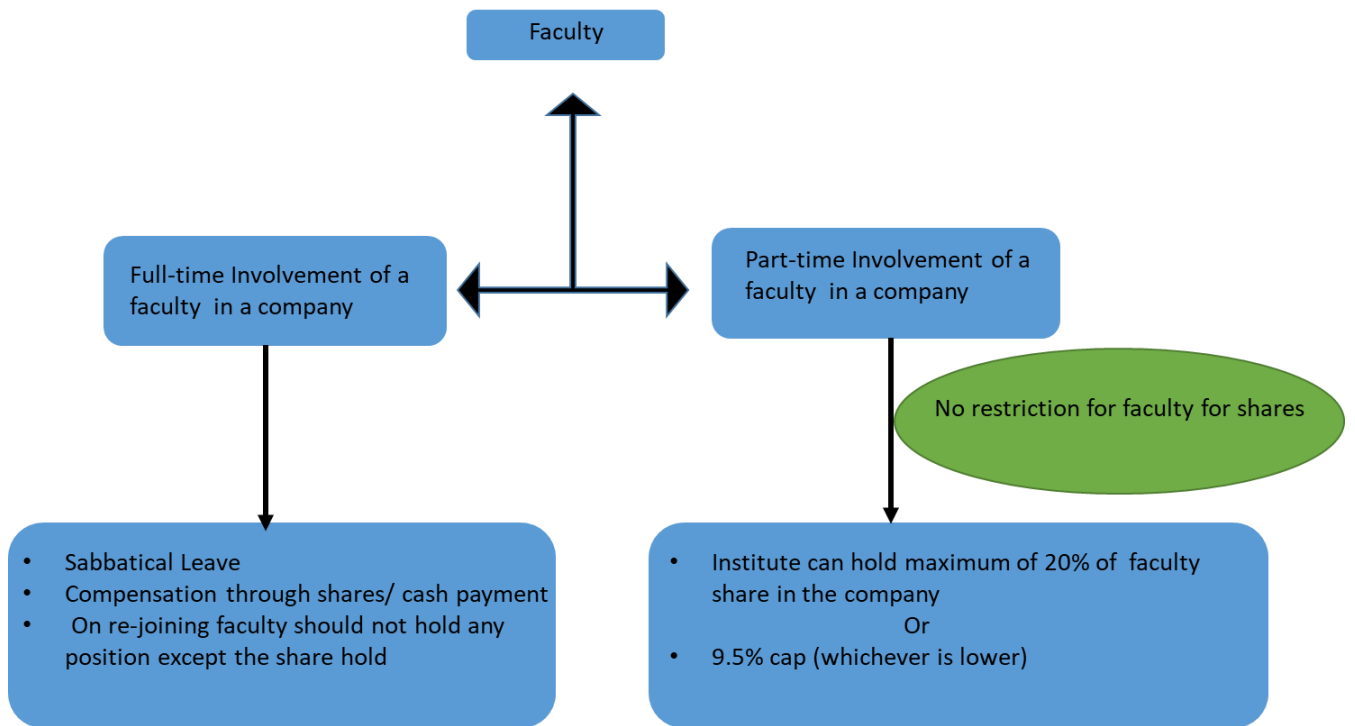 Faculty
Full-time Involvement of a
faculty in a company
Part-time Involvement of a
faculty in a company
No restriction for faculty for shares
• Sabbatical Leave
• Compensation through shares/ cash payment
• On re-joining faculty should not hold any
position except the share hold
• Institute can hold maximum of 20% of faculty
share in the company
Or
• 9.5% cap (whichever is lower)